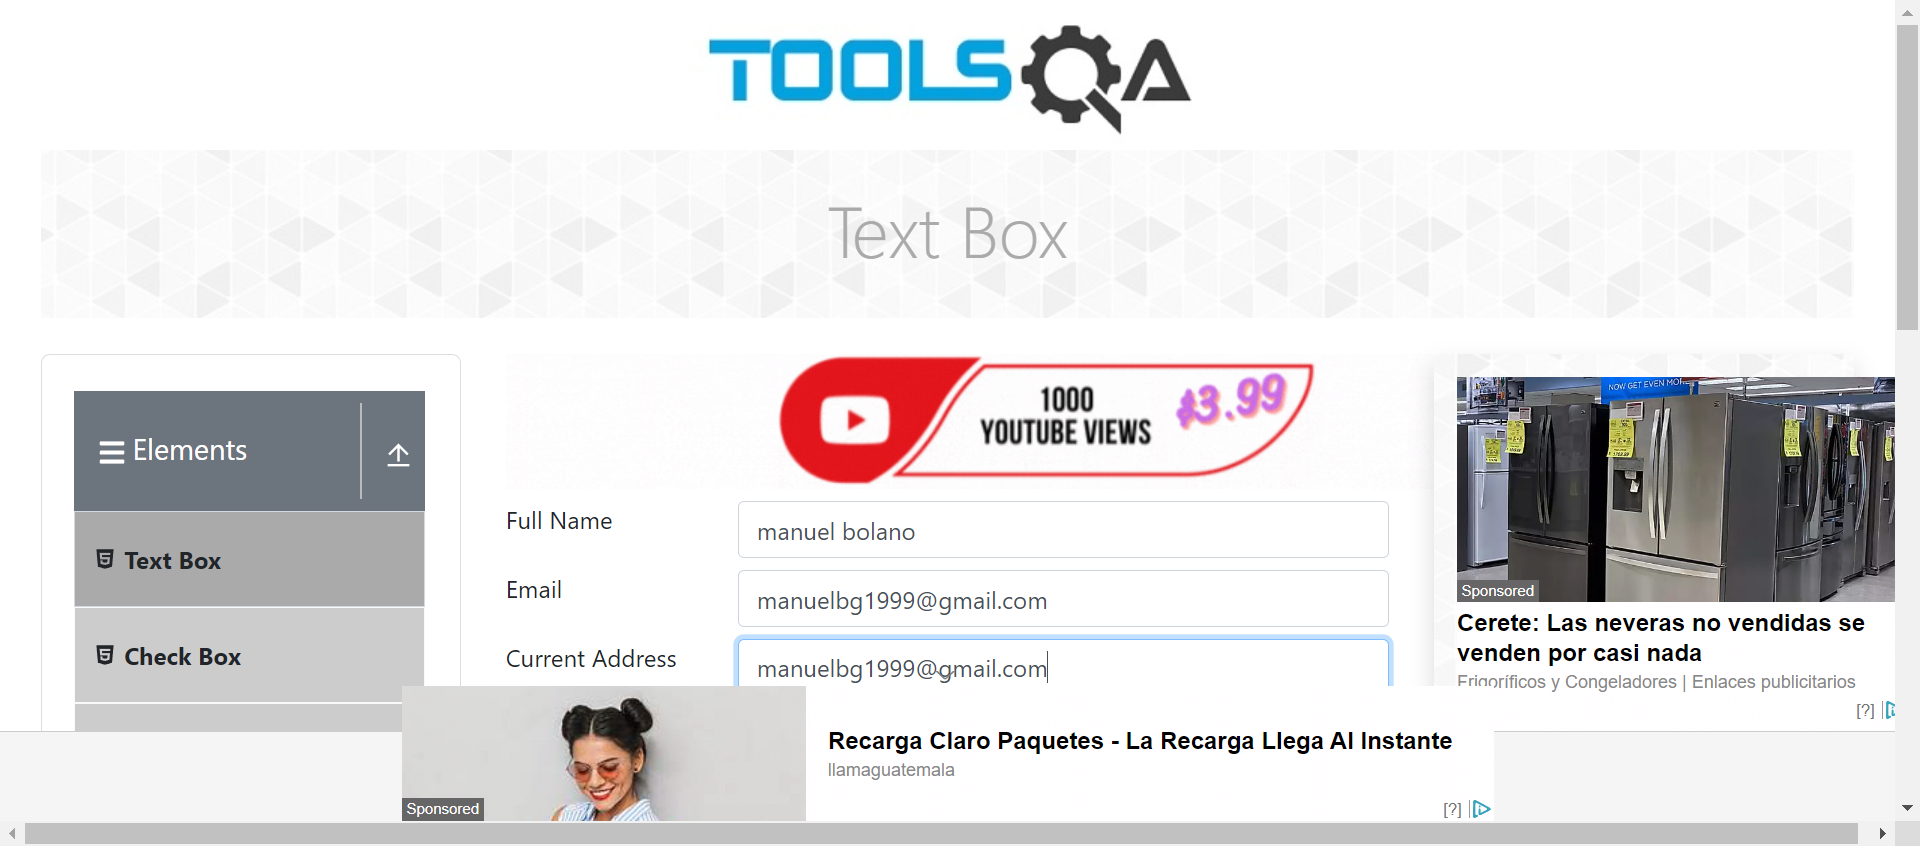 TOOLSQA
Text Box
Elements
Text Box
Check Box
1000
YOUTUBE VIEWS
$3.99
Full Name
manuel bolano
Email
manuelbg1999@gmail.com
Current Address
manuelbg1999@gmail.com
NOW GET EVEN MOR
Sponsored
Cerete: Las neveras no vendidas se
venden por casi nada
Frigoríficos y Congeladores | Enlaces publicitarios
[?]
Sponsored
Recarga Claro Paquetes - La Recarga Llega Al Instante
llamaguatemala
[?]